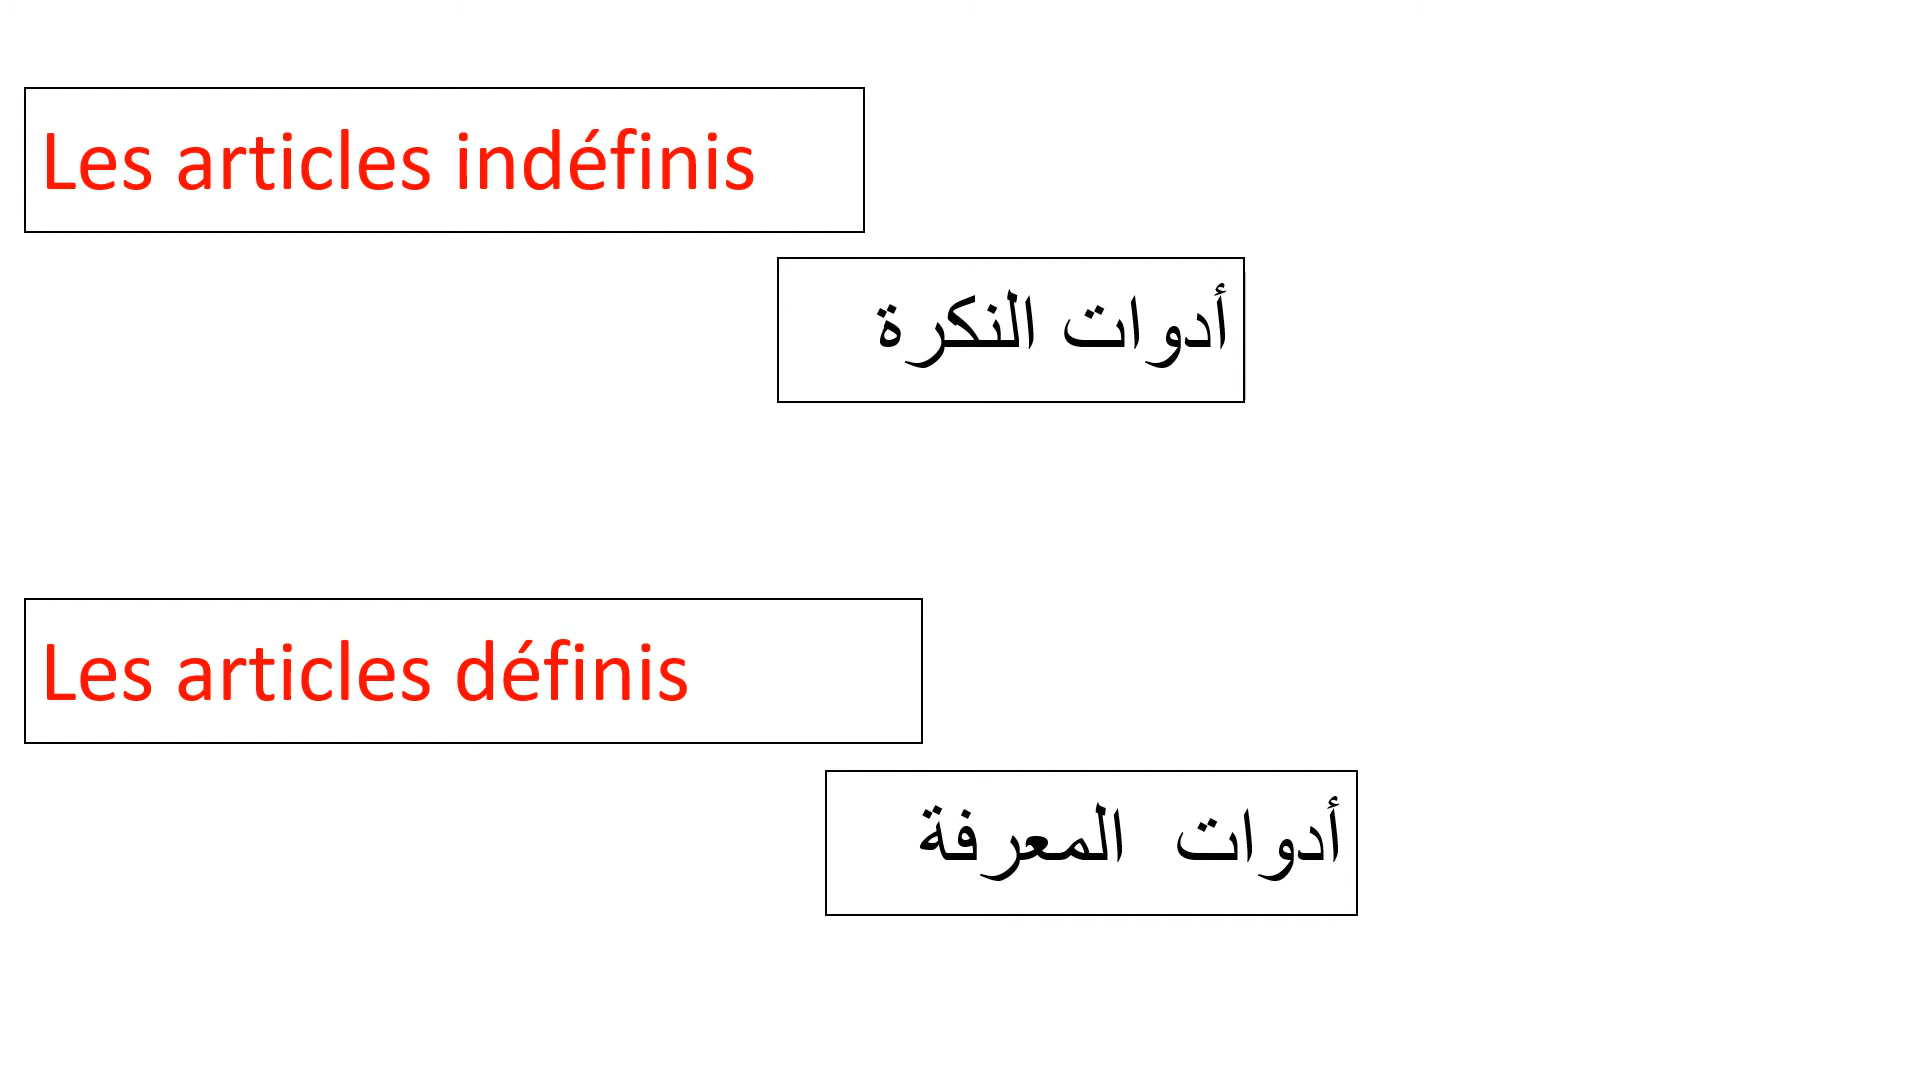 Les articles indéfinis
أدوات النكرة
Les articles définis
أدوات المعرفة